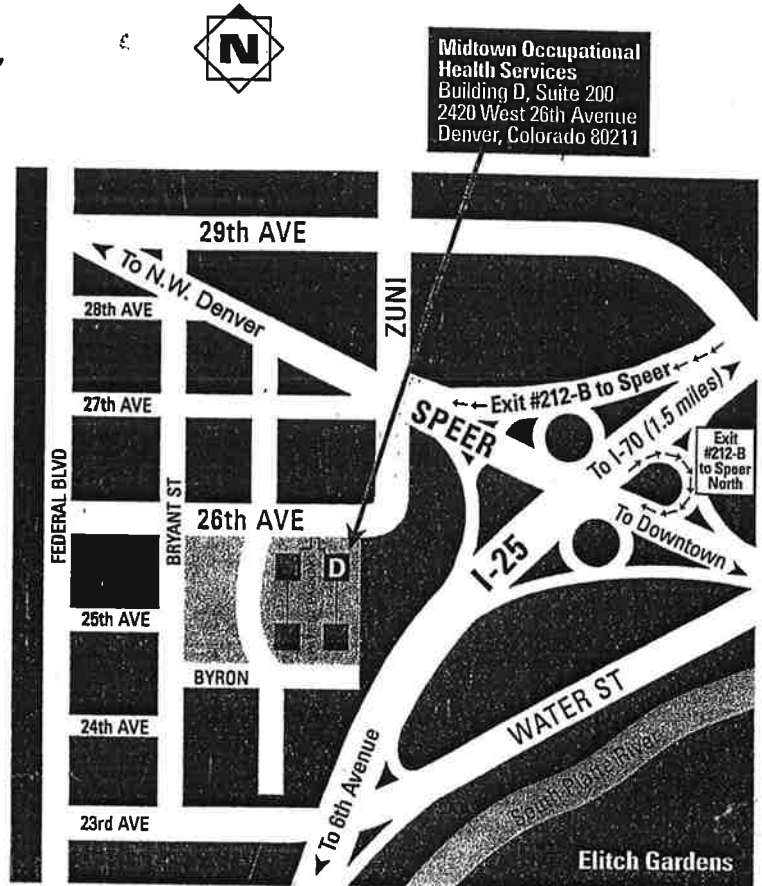 N
Midtown Occupational
Health Services
Building D, Suite 200
2420 West 26th Avenue
Denver, Colorado 80211
29th AVE
To N.W. Denver
ZUNI
28th AVE
27th AVE
Exit #212-B to Speer
SPEER
To I-70 (1.5 miles)
Exit
#212-B
to Speer
North
FEDERAL BLVD
BRYANT ST
26th AVE
To Downtown
D
I-25
25th AVE
BYRON
WATER ST
24th AVE
South Platte River
To 6th Avenue
23rd AVE
Elitch Gardens